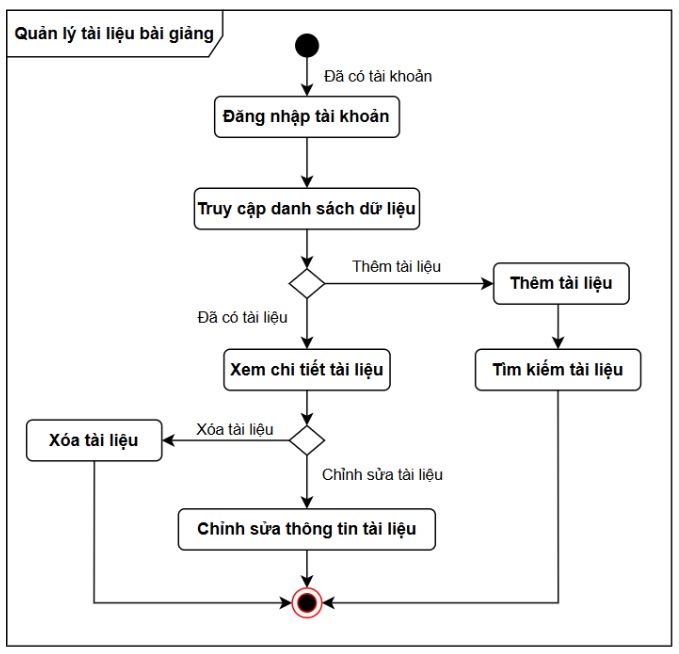 Quản lý tài liệu bài giảng
Đã có tài khoản
Đăng nhập tài khoản
Truy cập danh sách dữ liệu
Thêm tài liệu
Thêm tài liệu
Đã có tài liệu
Xem chi tiết tài liệu
Tìm kiếm tài liệu
Xóa tài liệu
Xóa tài liệu
Chỉnh sửa tài liệu
Chỉnh sửa thông tin tài liệu